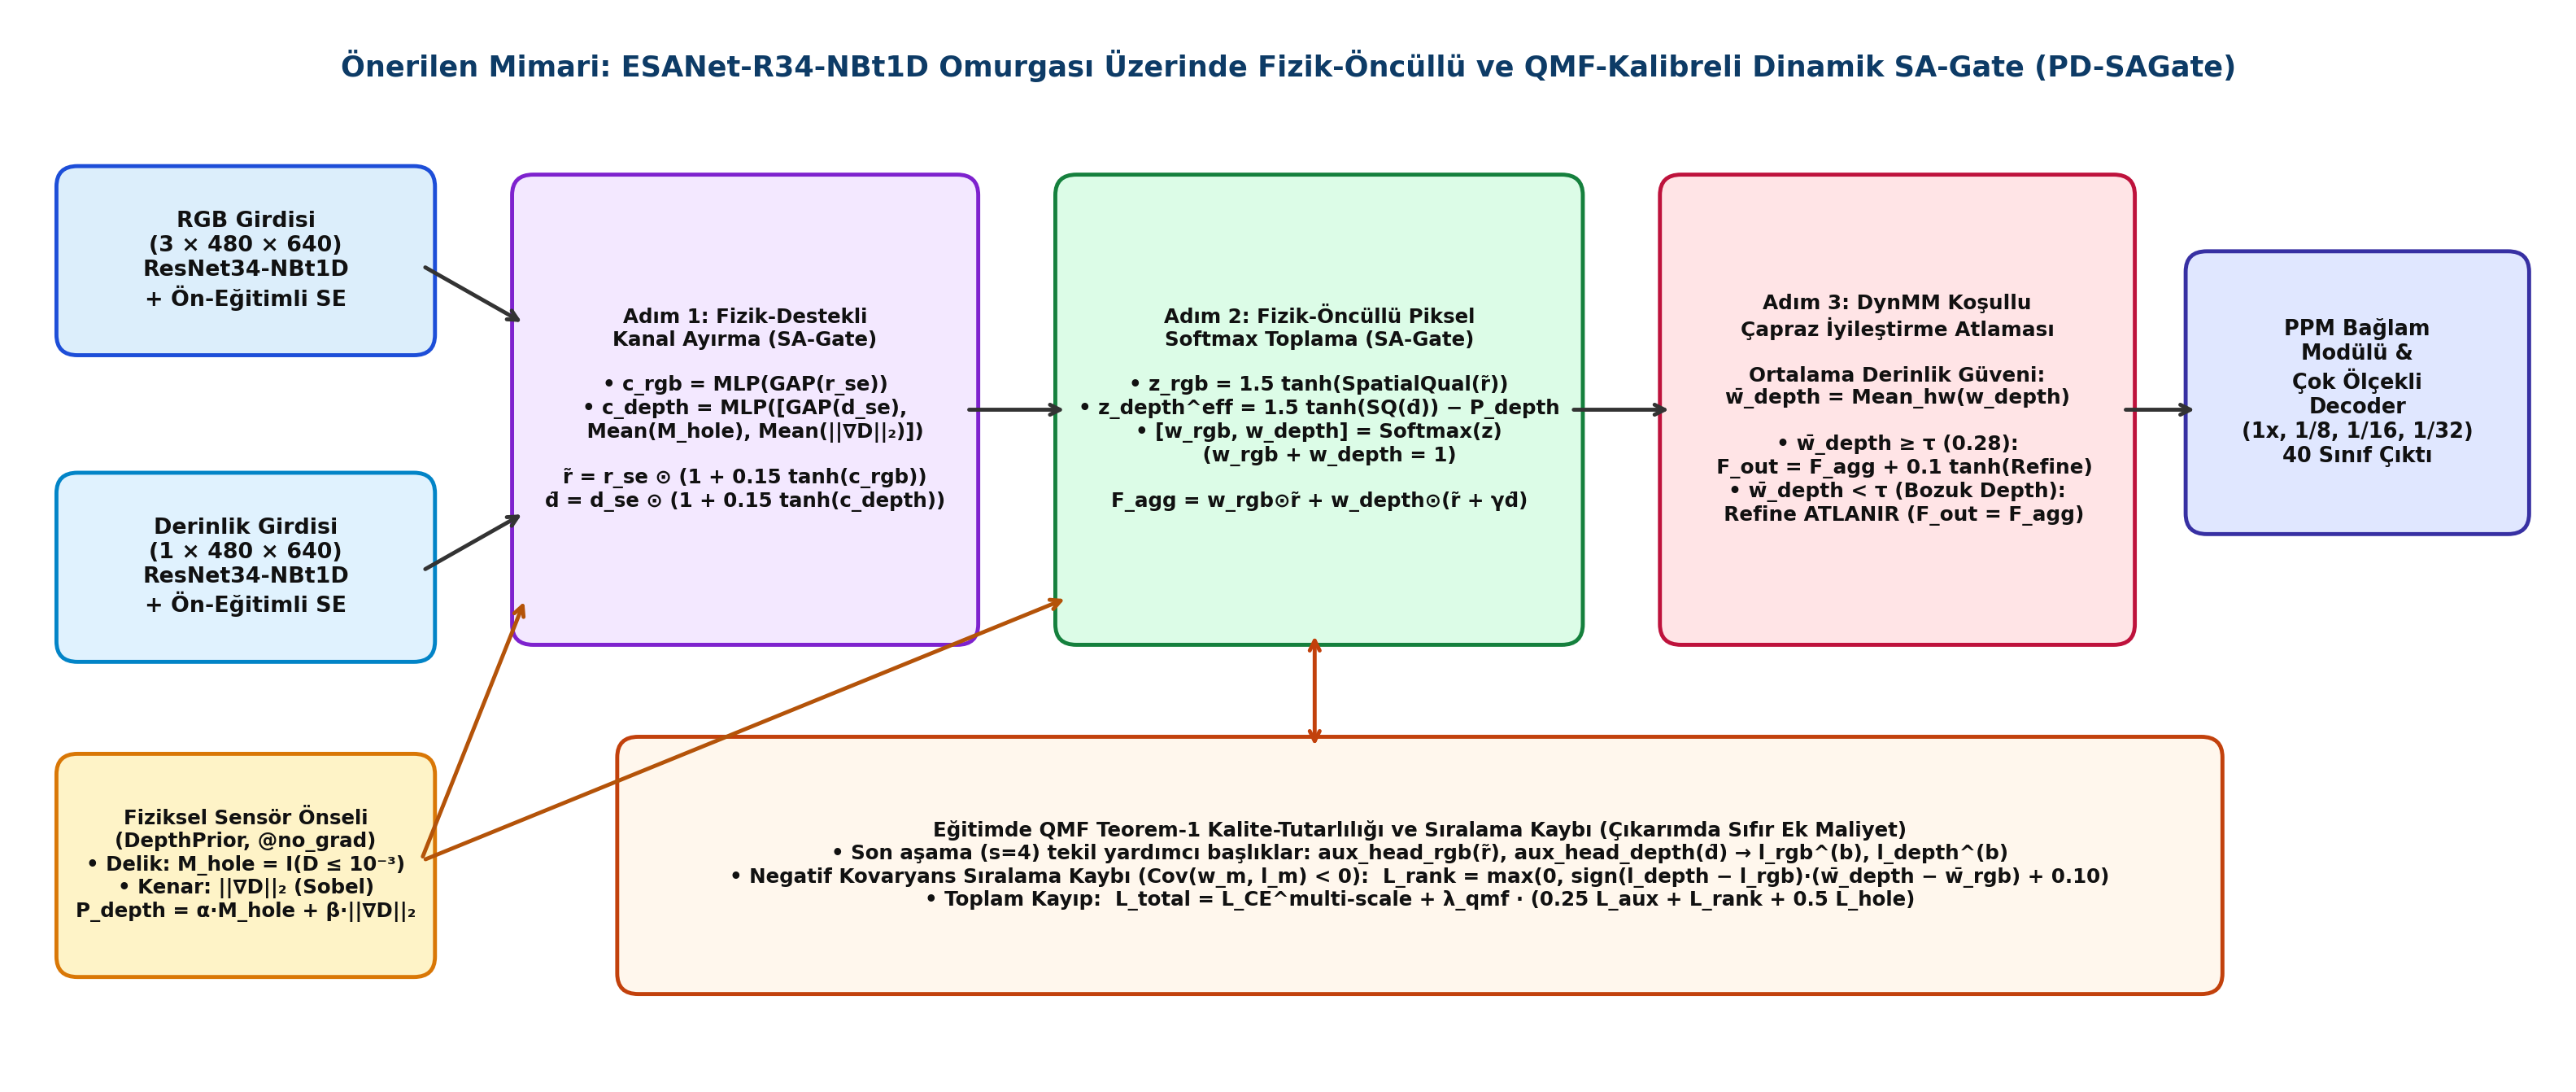 Önerilen Mimari: ESANet-R34-NBt1D Omurgası Üzerinde Fizik-Öncüllü ve QMF-Kalibreli Dinamik SA-Gate (PD-SAGate)
RGB Girdisi
(3 × 480 × 640)
ResNet34-NBt1D
+ Ön-Eğitimli SE
Derinlik Girdisi
(1 × 480 × 640)
ResNet34-NBt1D
+ Ön-Eğitimli SE
Fiziksel Sensör Önseli
(DepthPrior, @no_grad)
• Delik: M_hole = I(D ≤ 10⁻³)
• Kenar: ||∇D||₂ (Sobel)
P_depth = α·M_hole + β·||∇D||₂
Adım 1: Fizik-Destekli
Kanal Ayırma (SA-Gate)
• c_rgb = MLP(GAP(r_se))
• c_depth = MLP([GAP(d_se),
Mean(M_hole), Mean(||∇D||₂)])
r̃ = r_se ⊙ (1 + 0.15 tanh(c_rgb))
d̃ = d_se ⊙ (1 + 0.15 tanh(c_depth))
Adım 2: Fizik-Öncüllü Piksel
Softmax Toplama (SA-Gate)
• z_rgb = 1.5 tanh(SpatialQual(r̃))
• z_depth^eff = 1.5 tanh(SQ(d̃)) − P_depth
• [w_rgb, w_depth] = Softmax(z)
(w_rgb + w_depth = 1)
F_agg = w_rgb⊙r̃ + w_depth⊙(r̃ + γd̃)
Adım 3: DynMM Koşullu
Çapraz İyileştirme Atlaması
Ortalama Derinlik Güveni:
w̄_depth = Mean_hw(w_depth)
• w̄_depth ≥ τ (0.28):
F_out = F_agg + 0.1 tanh(Refine)
• w̄_depth < τ (Bozuk Depth):
Refine ATLANIR (F_out = F_agg)
PPM Bağlam
Modülü &
Çok Ölçekli
Decoder
(1x, 1/8, 1/16, 1/32)
40 Sınıf Çıktı
Eğitimde QMF Teorem-1 Kalite-Tutarlılığı ve Sıralama Kaybı (Çıkarımda Sıfır Ek Maliyet)
• Son aşama (s=4) tekil yardımcı başlıklar: aux_head_rgb(r̃), aux_head_depth(d̃) → l_rgb^(b), l_depth^(b)
• Negatif Kovaryans Sıralama Kaybı (Cov(w_m, l_m) < 0):  L_rank = max(0, sign(l_depth − l_rgb)·(w̄_depth − w̄_rgb) + 0.10)
• Toplam Kayıp:  L_total = L_CE^multi-scale + λ_qmf · (0.25 L_aux + L_rank + 0.5 L_hole)